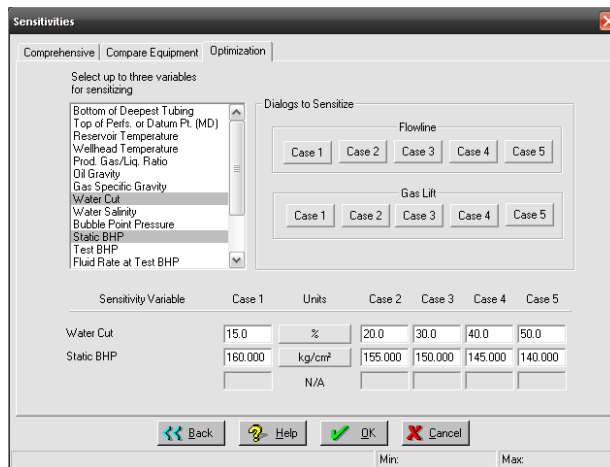 Sensitivities
Comprehensive Compare Equipment Optimization
Select up to three variables
for sensitizing
Bottom of Deepest Tubing
Top of Perfs. or Datum Pt. (MD)
Reservoir Temperature
Wellhead Temperature
Prod. Gas/Liq. Ratio
Oil Gravity
Gas Specific Gravity
Water Cut
Water Salinity
Bubble Point Pressure
Static BHP
Test BHP
Fluid Rate at Test BHP
Dialogs to Sensitize
Flowline
Case 1 Case 2 Case 3 Case 4 Case 5
Gas Lift
Case 1 Case 2 Case 3 Case 4 Case 5
Sensitivity Variable Case 1 Units Case 2 Case 3 Case 4 Case 5
Water Cut 15.0 % 20.0 30.0 40.0 50.0
Static BHP 160.000 kg/cm² 155.000 150.000 145.000 140.000
N/A
Back Help OK Cancel
Min: Max: